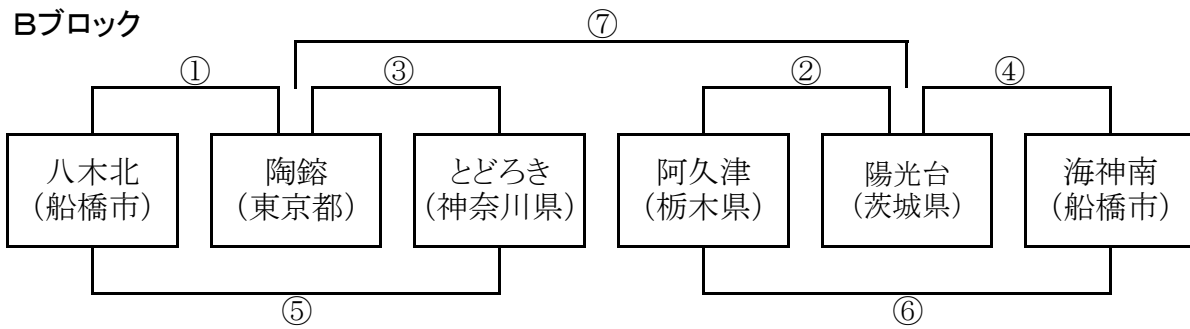 Bブロック
⑦
① ③ ② ④
八木北 陶鎔 とどろき 阿久津 陽光台 海神南
(船橋市) (東京都) (神奈川県) (栃木県) (茨城県) (船橋市)
⑤ ⑥